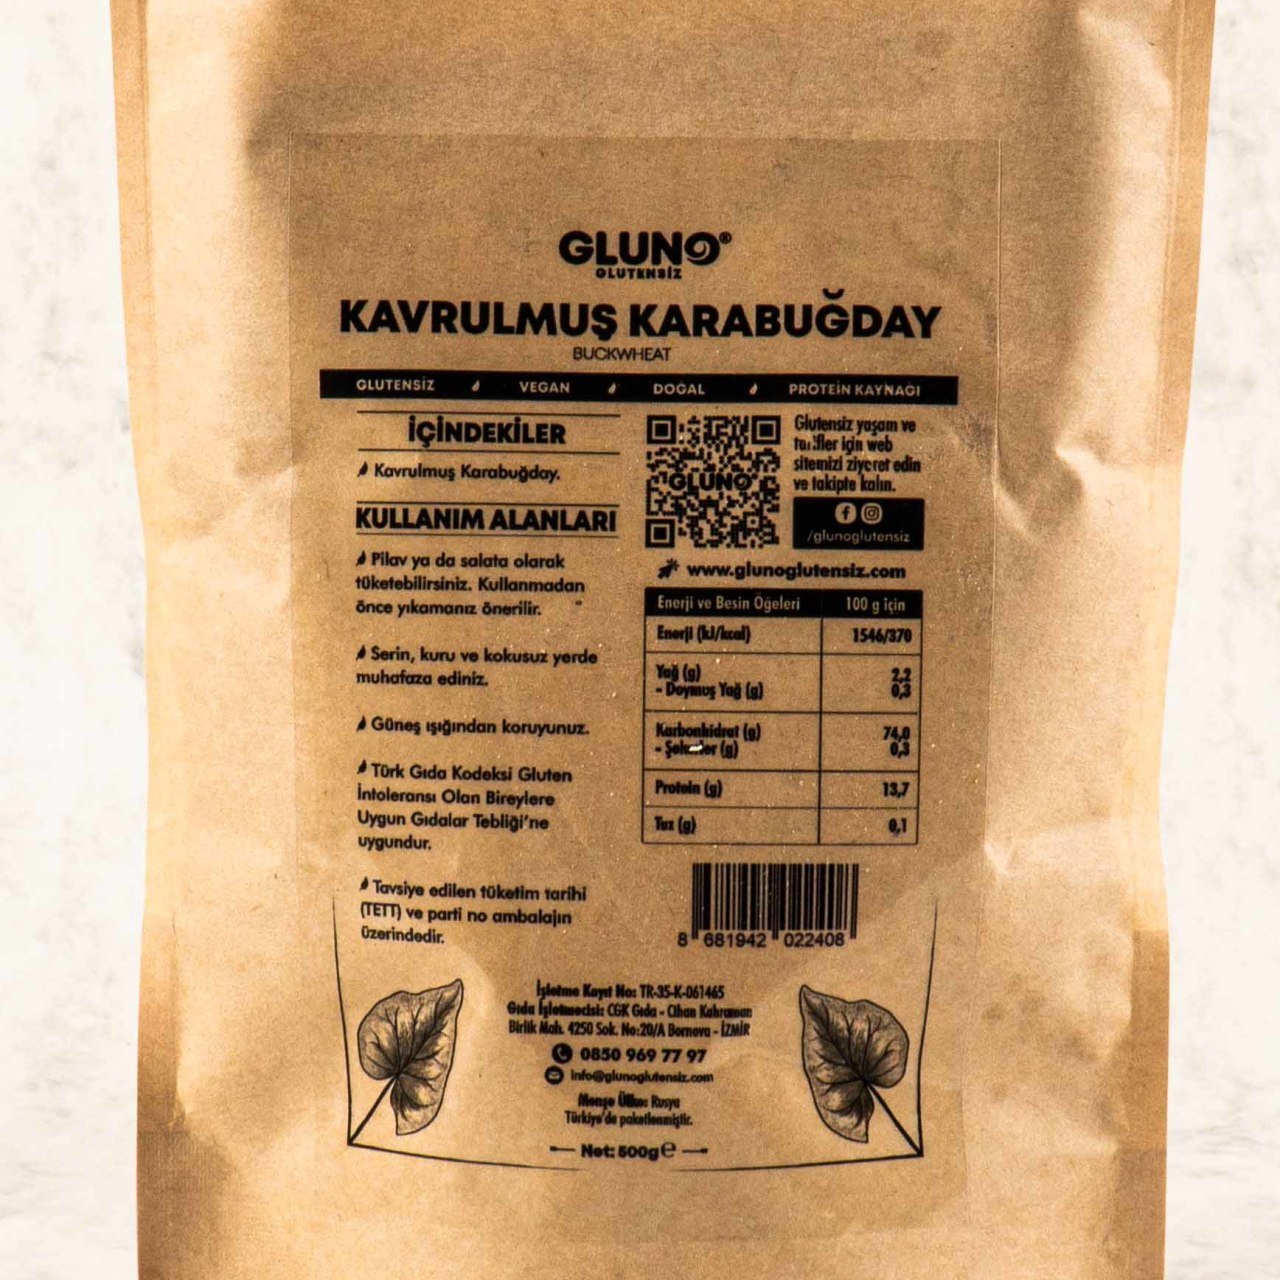 GLUNO®
GLUTENSİZ
KAVRULMUŞ KARABUĞDAY
BUCKWHEAT
GLUTENSİZ VEGAN DOĞAL PROTEİN KAYNAĞI
İÇİNDEKİLER
Kavrulmuş Karabuğday.
KULLANIM ALANLARI
Pilav ya da salata olarak
tüketebilirsiniz. Kullanmadan
önce yıkamanız önerilir.
Serin, kuru ve kokusuz yerde
muhafaza ediniz.
Güneş ışığından koruyunuz.
Türk Gıda Kodeksi Gluten
İntoleransı Olan Bireylere
Uygun Gıdalar Tebliği'ne
uygundur.
Tavsiye edilen tüketim tarihi
(TETT) ve parti no ambalajın
üzerindedir.
GLUNO
Glutensiz yaşam ve
tarifler için web
sitemizi ziyaret edin
ve takipte kalın.
/glunoglutensiz
www.glunoglutensiz.com
Enerji ve Besin Öğeleri 100 g için
Enerji (kJ/kcal) 1546/370
Yağ (g) 2,2
- Doymuş Yağ (g) 0,3
Karbonhidrat (g) 74,0
- Şekerler (g) 0,3
Protein (g) 13,7
Tuz (g) 0,1
8 681942 022408
İşletme Kayıt No: TR-35-K-061465
Gıda İşletmecisi: CGK Gıda - Cihan Kahraman
Birlik Mah. 4250 Sok. No:20/A Bornova - İZMİR
0850 969 77 97
info@glunoglutensiz.com
Menşe Ülke: Rusya
Türkiye'de paketlenmiştir.
Net: 500g ℮